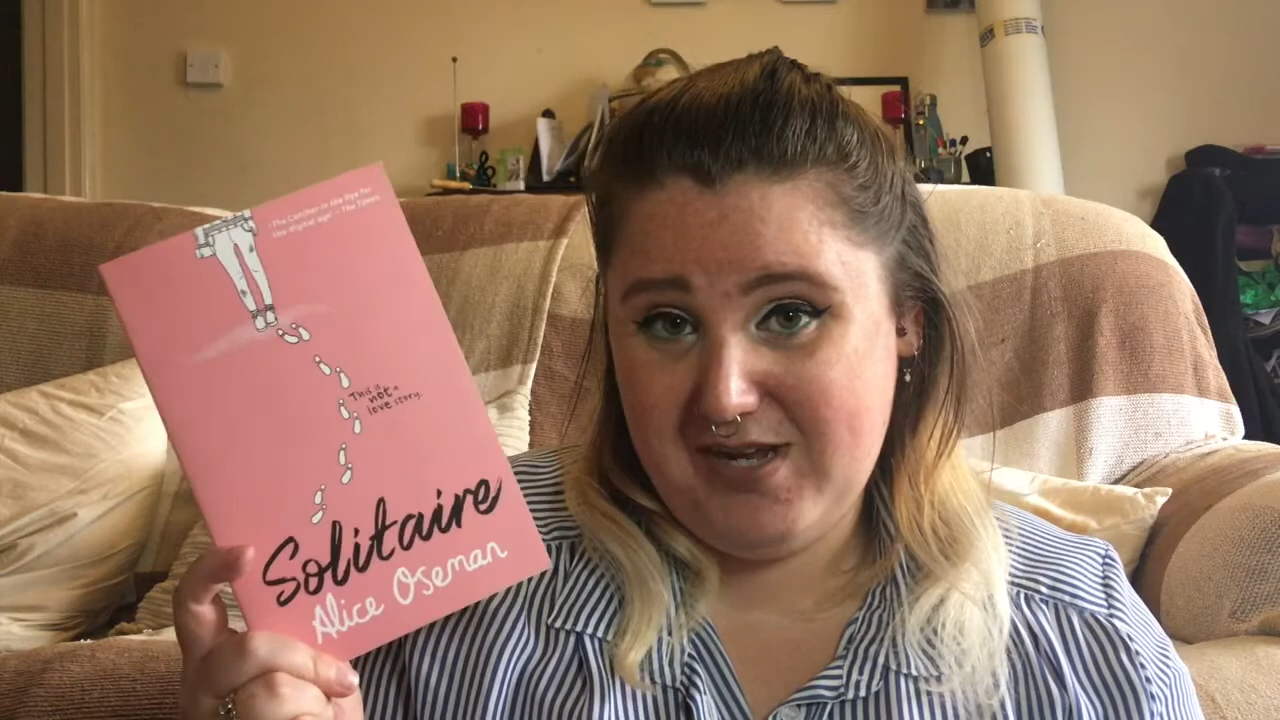 'The Catcher in the Rye for
the digital age' - The Times
This is
not a
love story.
Solitaire
Alice Oseman